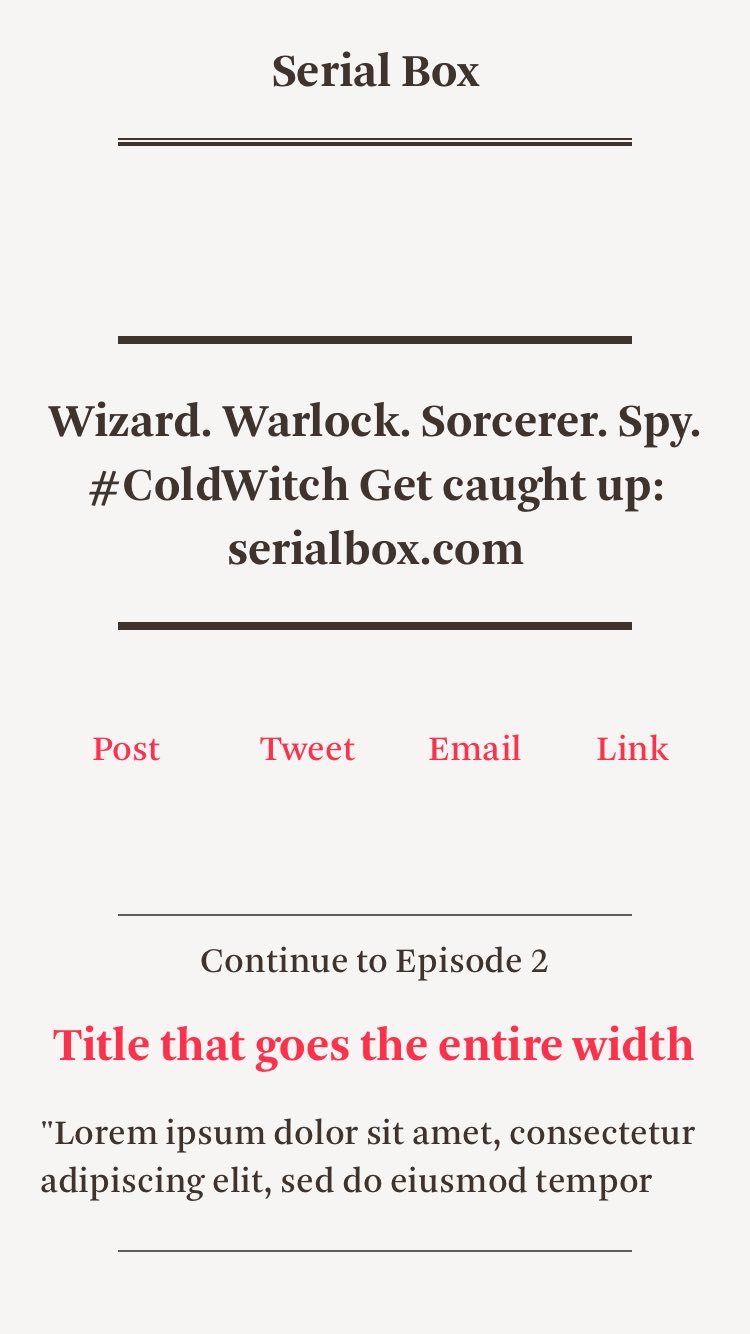 Serial Box
Wizard. Warlock. Sorcerer. Spy.
#ColdWitch Get caught up:
serialbox.com
Post Tweet Email Link
Continue to Episode 2
Title that goes the entire width
"Lorem ipsum dolor sit amet, consectetur
adipiscing elit, sed do eiusmod tempor